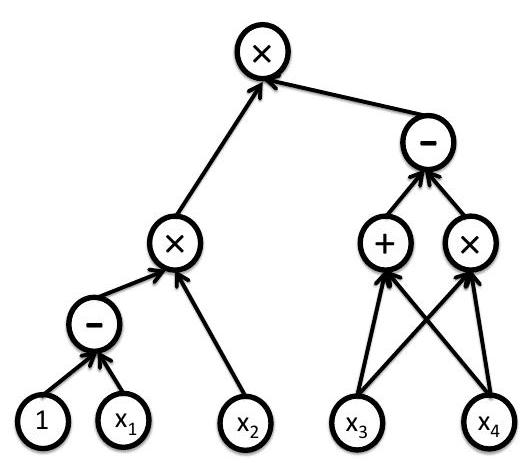 ×
-
× + ×
-
1 x₁ x₂ x₃ x₄